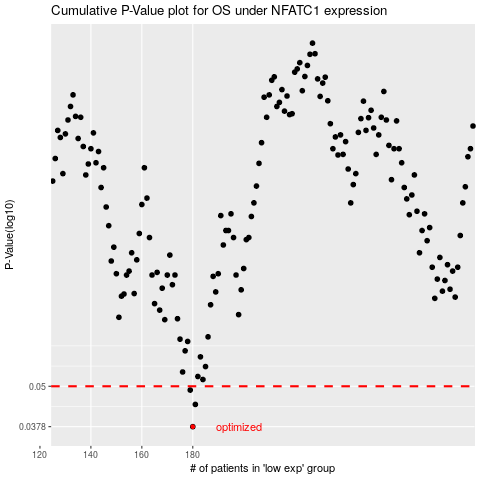 Cumulative P-Value plot for OS under NFATC1 expression
P-Value(log10)
0.05
0.0378
optimized
120 140 160 180
# of patients in 'low exp' group